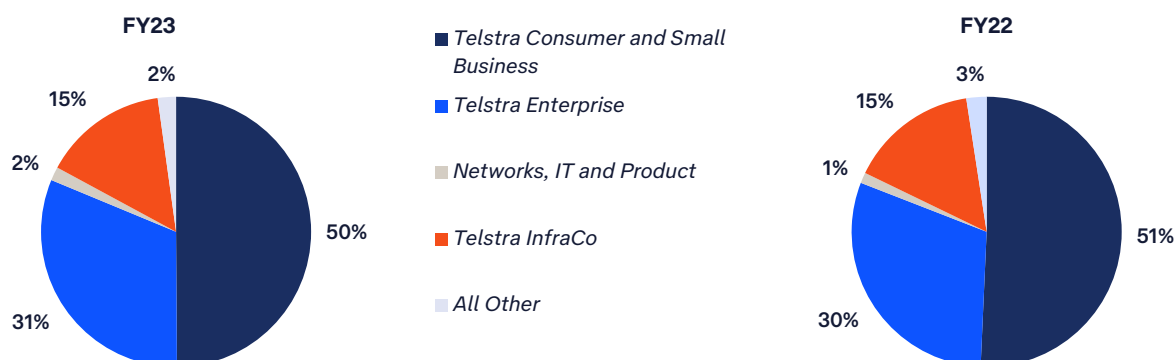 FY23
2%
15%
2%
31%
50%
Telstra Consumer and Small
Business
Telstra Enterprise
Networks, IT and Product
Telstra InfraCo
All Other
FY22
3%
15%
1%
30%
51%